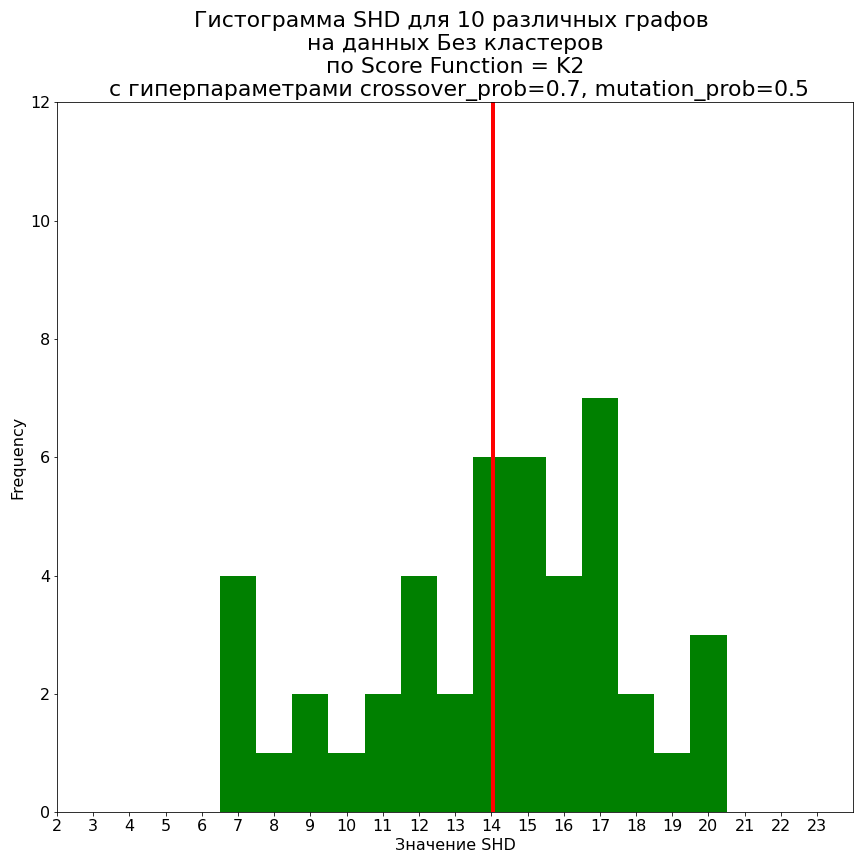 Гистограмма SHD для 10 различных графов
на данных Без кластеров
по Score Function = K2
с гиперпараметрами crossover_prob=0.7, mutation_prob=0.5
12
10
8
6
4
2
0
Frequency
2 3 4 5 6 7 8 9 10 11 12 13 14 15 16 17 18 19 20 21 22 23
Значение SHD